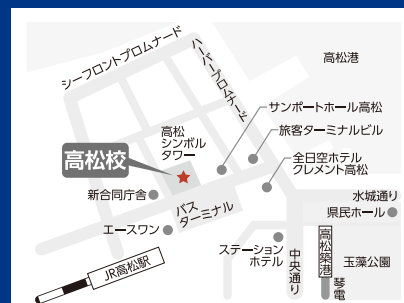 シーフロントプロムナード
ハーバープロムナード
高松港
サンポートホール高松
高松
シンボル
タワー
旅客ターミナルビル
高松校
全日空ホテル
クレメント高松
新合同庁舎
水城通り
バス
ターミナル
県民ホール
エースワン
ステーション
ホテル
中央通り
高松築港
玉藻公園
JR高松駅
琴電